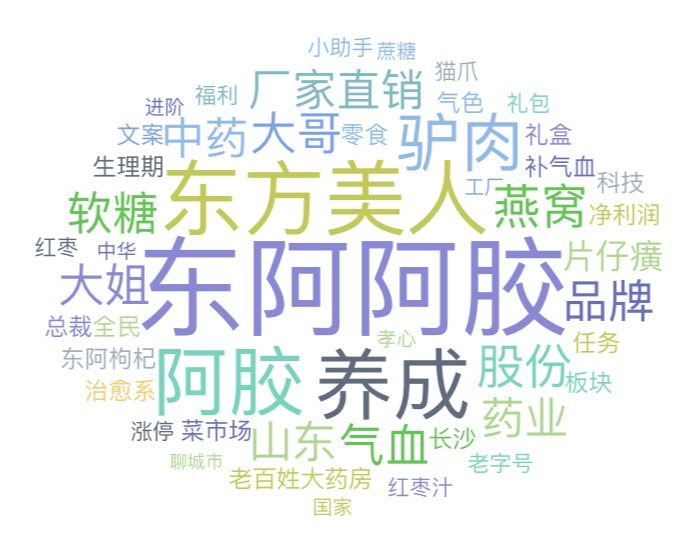 小助手 蔗糖
福利 厂家直销 猫爪
进阶 气色 礼包
文案 中药 大哥 零食 驴肉 礼盒
生理期 东方美人 工厂 补气血 科技
软糖 燕窝 净利润
红枣 中华 东阿阿胶 片仔癀
大姐 品牌
总裁 全民 孝心 任务
东阿枸杞 阿胶 养成 股份 板块
治愈系
涨停 菜市场 山东 气血 长沙 药业
聊城市 老字号
老百姓大药房 红枣汁
国家